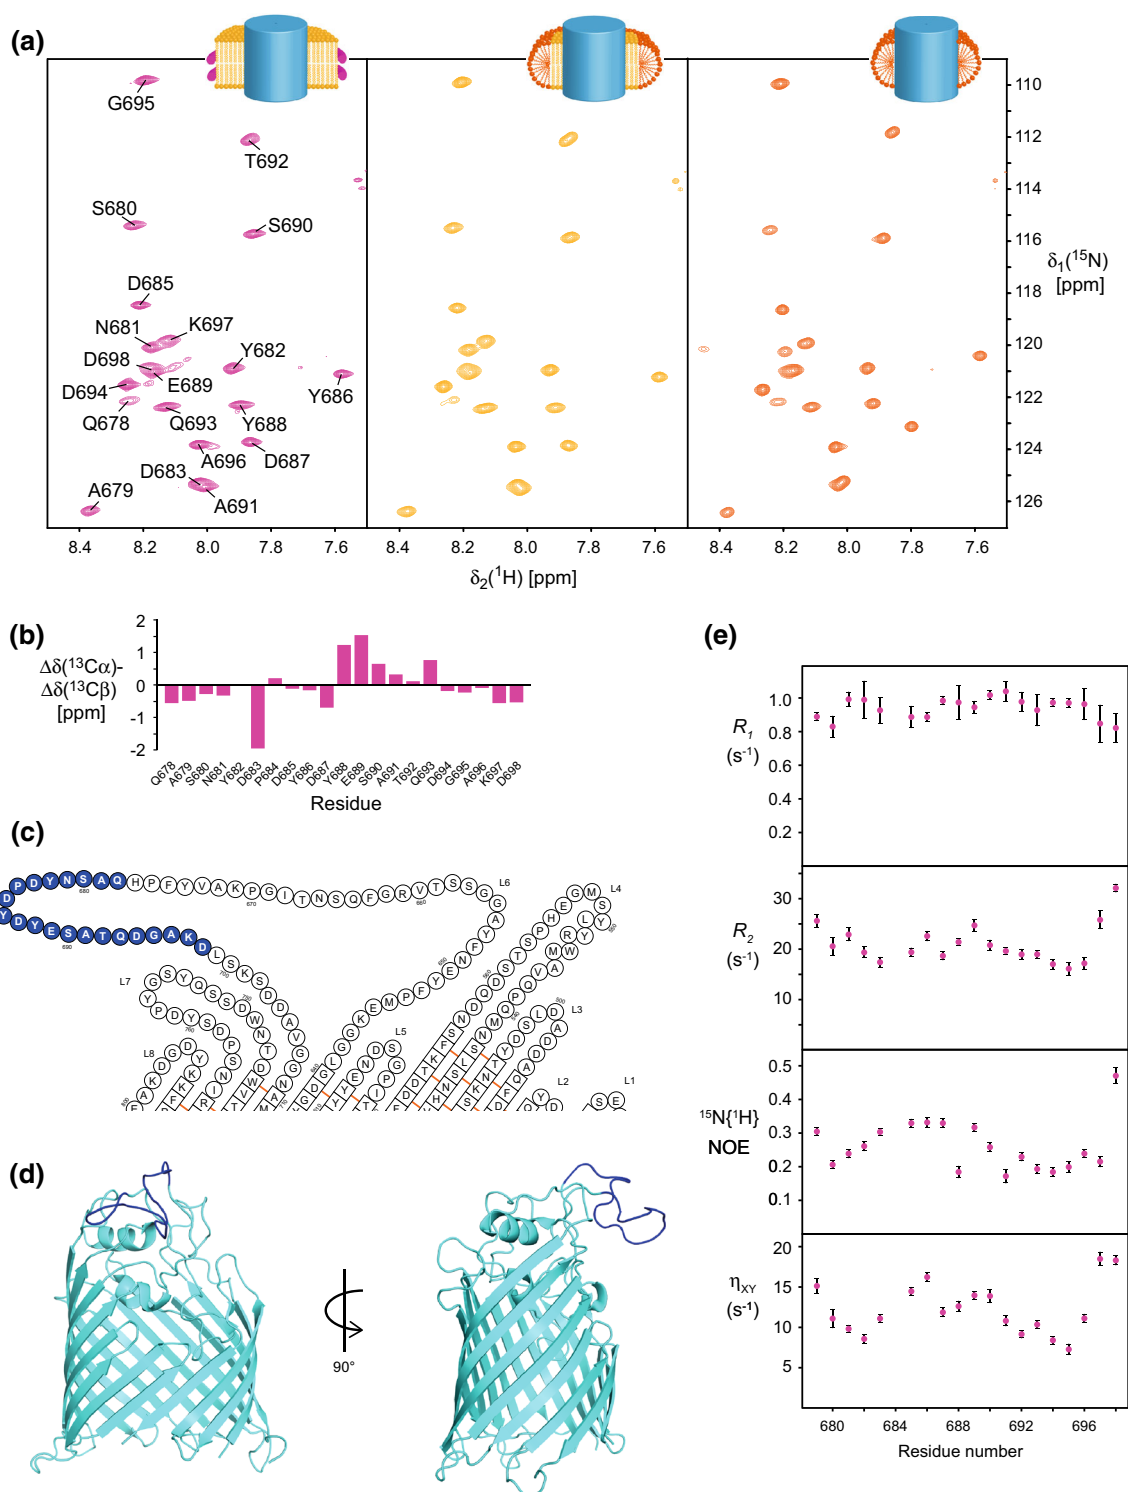 (a)
G695
T692
S680
S690
D685
N681
K697
D698
Y682
E689
D694
Y686
Q678
Q693
Y688
A696
D687
D683
A679
A691
110
112
114
116
118
120
122
124
126
δ1(15N)
[ppm]
8.4 8.2 8.0 7.8 7.6
8.4 8.2 8.0 7.8 7.6
8.4 8.2 8.0 7.8 7.6
δ2(1H) [ppm]
(b)
Δδ(13Cα)-
Δδ(13Cβ)
[ppm]
2
1
0
-1
-2
Q678 A679 S680 N681 Y682 D683 P684 D685 Y686 D687 Y688 E689 S690 A691 T692 Q693 D694 G695 A696 K697 D698
Residue
(c)
D P D Y N S A Q H P F Y V A K P G I T N S Q F G R V T S S G G
680
670
660
L6
L4
Y D Y E S A T Q D G A K D L S K S D D A V G G
690
700
L7
L8
L5
L3
L2
L1
(d)
90°
(e)
R1
(s-1)
1.0
0.8
0.6
0.4
0.2
R2
(s-1)
30
20
10
15N{1H}
NOE
0.5
0.4
0.3
0.2
0.1
ηXY
(s-1)
20
15
10
5
680 684 688 692 696
Residue number